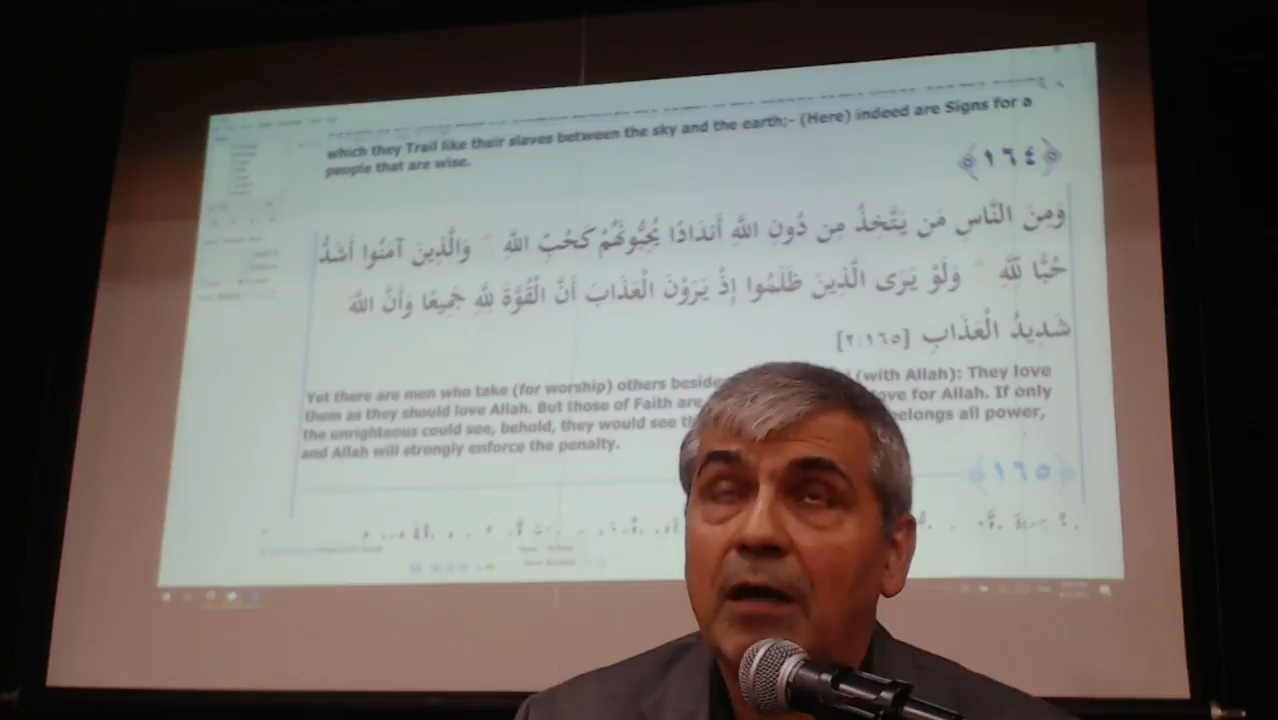 which they Trail like their slaves between the sky and the earth;- (Here) indeed are Signs for a
people that are wise.
﴿١٦٤﴾
وَمِنَ النَّاسِ مَن يَتَّخِذُ مِن دُونِ اللَّهِ أَندَادًا يُحِبُّونَهُمْ كَحُبِّ اللَّهِ وَالَّذِينَ آمَنُوا أَشَدُّ
حُبًّا لِّلَّهِ وَلَوْ يَرَى الَّذِينَ ظَلَمُوا إِذْ يَرَوْنَ الْعَذَابَ أَنَّ الْقُوَّةَ لِلَّهِ جَمِيعًا وَأَنَّ اللَّهَ
شَدِيدُ الْعَذَابِ [٢:١٦٥]
Yet there are men who take (for worship) others (with Allah): They love
them as they should love Allah. But those of Faith are love for Allah. If only
the unrighteous could see, behold, they would see belongs all power,
and Allah will strongly enforce the penalty.
﴿١٦٥﴾